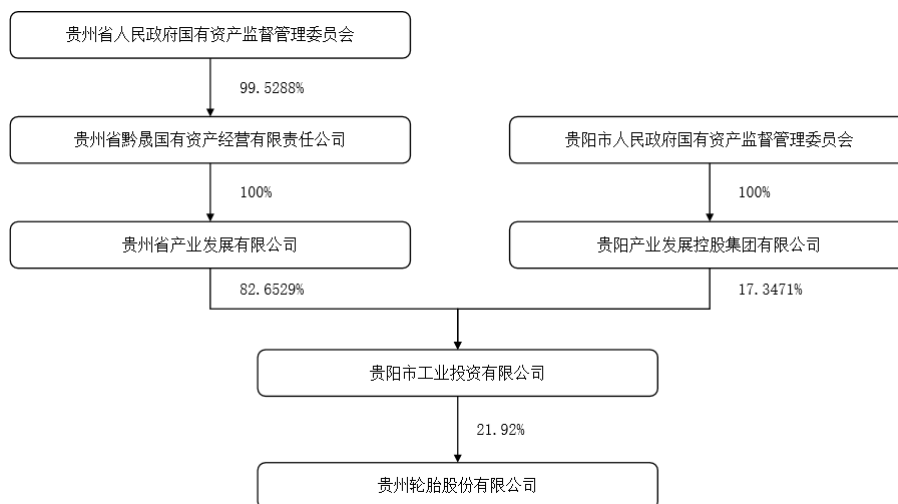 贵州省人民政府国有资产监督管理委员会
99.5288%
贵州省黔晟国有资产经营有限责任公司
贵阳市人民政府国有资产监督管理委员会
100%
100%
贵州省产业发展有限公司
贵阳产业发展控股集团有限公司
82.6529%
17.3471%
贵阳市工业投资有限公司
21.92%
贵州轮胎股份有限公司